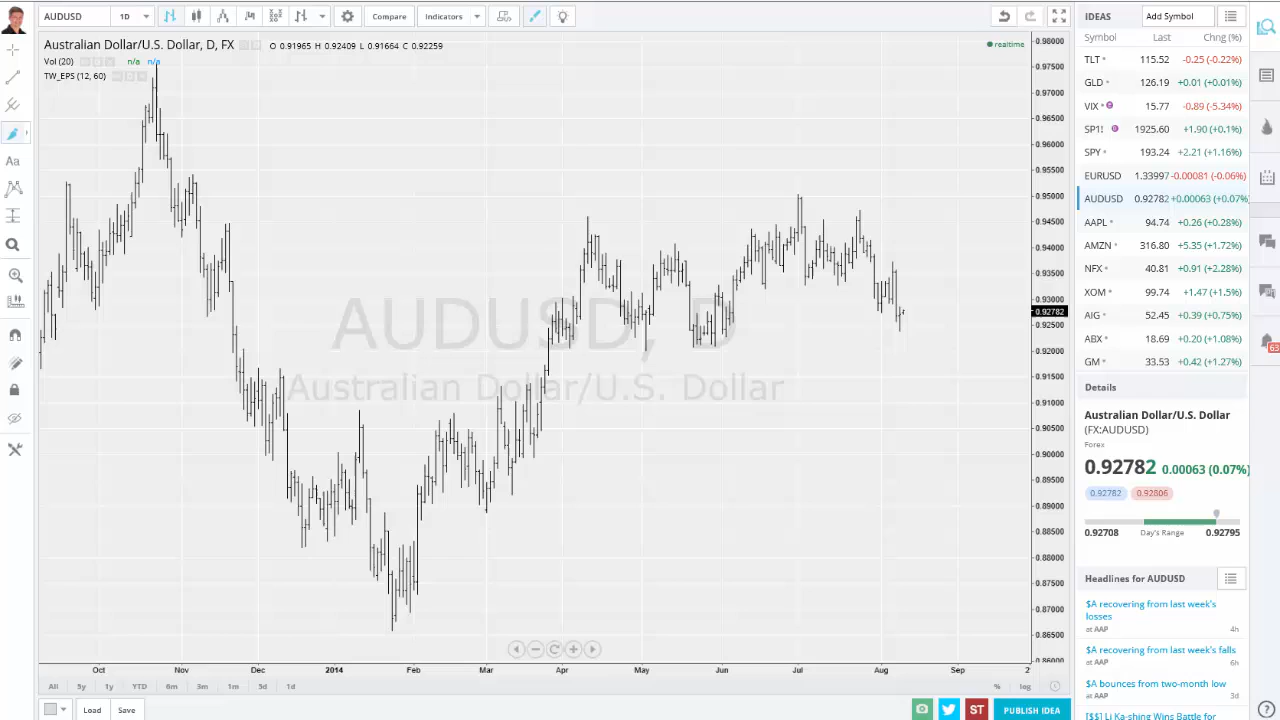 AUDUSD 1D Compare Indicators
IDEAS Add Symbol
Australian Dollar/U.S. Dollar, D, FX O 0.91965 H 0.92298 L 0.91664 C 0.92255
realtime
Vol (20) n/a n/a
TW_EPS (12, 60)
AUDUSD, D
Australian Dollar/U.S. Dollar
0.98000
0.97500
0.97000
0.96500
0.96000
0.95500
0.95000
0.94500
0.94000
0.93500
0.93000
0.92782
0.92500
0.92000
0.91500
0.91000
0.90500
0.90000
0.89500
0.89000
0.88500
0.88000
0.87500
0.87000
0.86500
0.86000
Oct Nov Dec 2014 Feb Mar Apr May Jun Jul Aug Sep 2
All 5y 1y YTD 6m 3m 1m 5d 1d % log
Load Save ST PUBLISH IDEA
Symbol Last Chng (%)
TLT 115.52 -0.25 (-0.22%)
GLD 126.19 +0.01 (+0.01%)
VIX 15.77 -0.89 (-5.34%)
SP1! 1925.60 +1.90 (+0.1%)
SPY 193.24 +2.21 (+1.16%)
EURUSD 1.33997 -0.00081 (-0.06%)
AUDUSD 0.92782 +0.00063 (+0.07%
AAPL 94.74 +0.26 (+0.28%)
AMZN 316.80 +5.35 (+1.72%)
NFX 40.81 +0.91 (+2.28%)
XOM 99.74 +1.47 (+1.5%)
AIG 52.45 +0.39 (+0.75%)
ABX 18.69 +0.20 (+1.08%)
GM 33.53 +0.42 (+1.27%)
63
Details
Australian Dollar/U.S. Dollar
(FX:AUDUSD)
Forex
0.92782 0.00063 (0.07%)
0.92782 0.92806
0.92708 Day's Range 0.92795
Headlines for AUDUSD
$A recovering from last week's
losses
at AAP 4h
$A recovering from last week's falls
at AAP 6h
$A bounces from two-month low
at AAP 3d
[$$] Li Ka-shing Wins Battle for